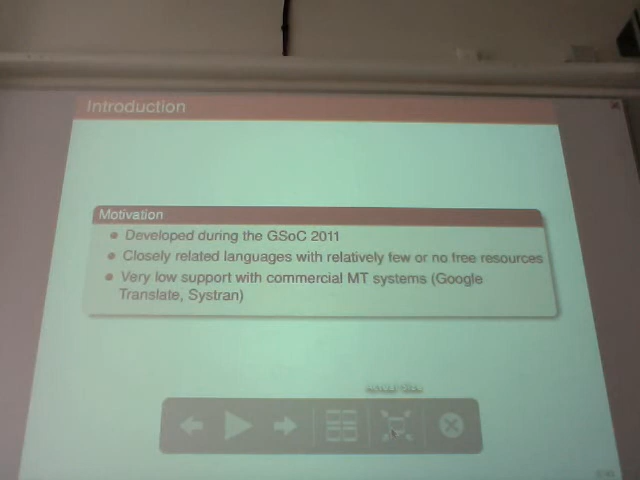 Introduction
Motivation
Developed during the GSoC 2011
Closely related languages with relatively few or no free resources
Very low support with commercial MT systems (Google
Translate, Systran)